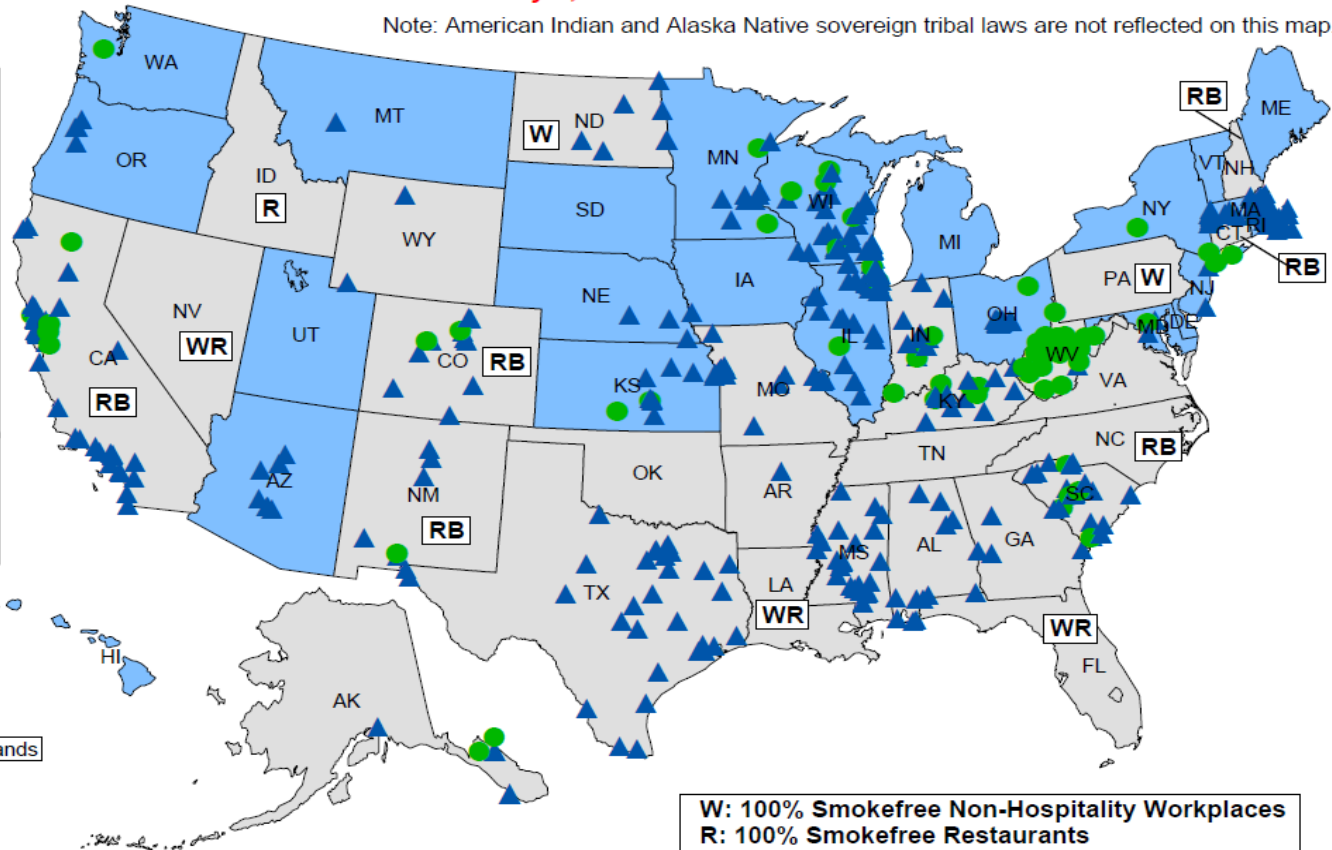 Note: American Indian and Alaska Native sovereign tribal laws are not reflected on this map
WA
MT
ND
W
MN
RB
ME
OR
ID
R
VT
NH
SD
WI
NY
MA
WY
MI
CT
RI
RB
IA
PA
W
NE
NJ
NV
WR
UT
OH
MD
DE
IL
IN
CA
CO
RB
WV
RB
KS
MO
VA
KY
NC
RB
TN
AZ
NM
RB
OK
AR
SC
MS
AL
GA
TX
LA
WR
WR
HI
FL
AK
ands
W: 100% Smokefree Non-Hospitality Workplaces
R: 100% Smokefree Restaurants